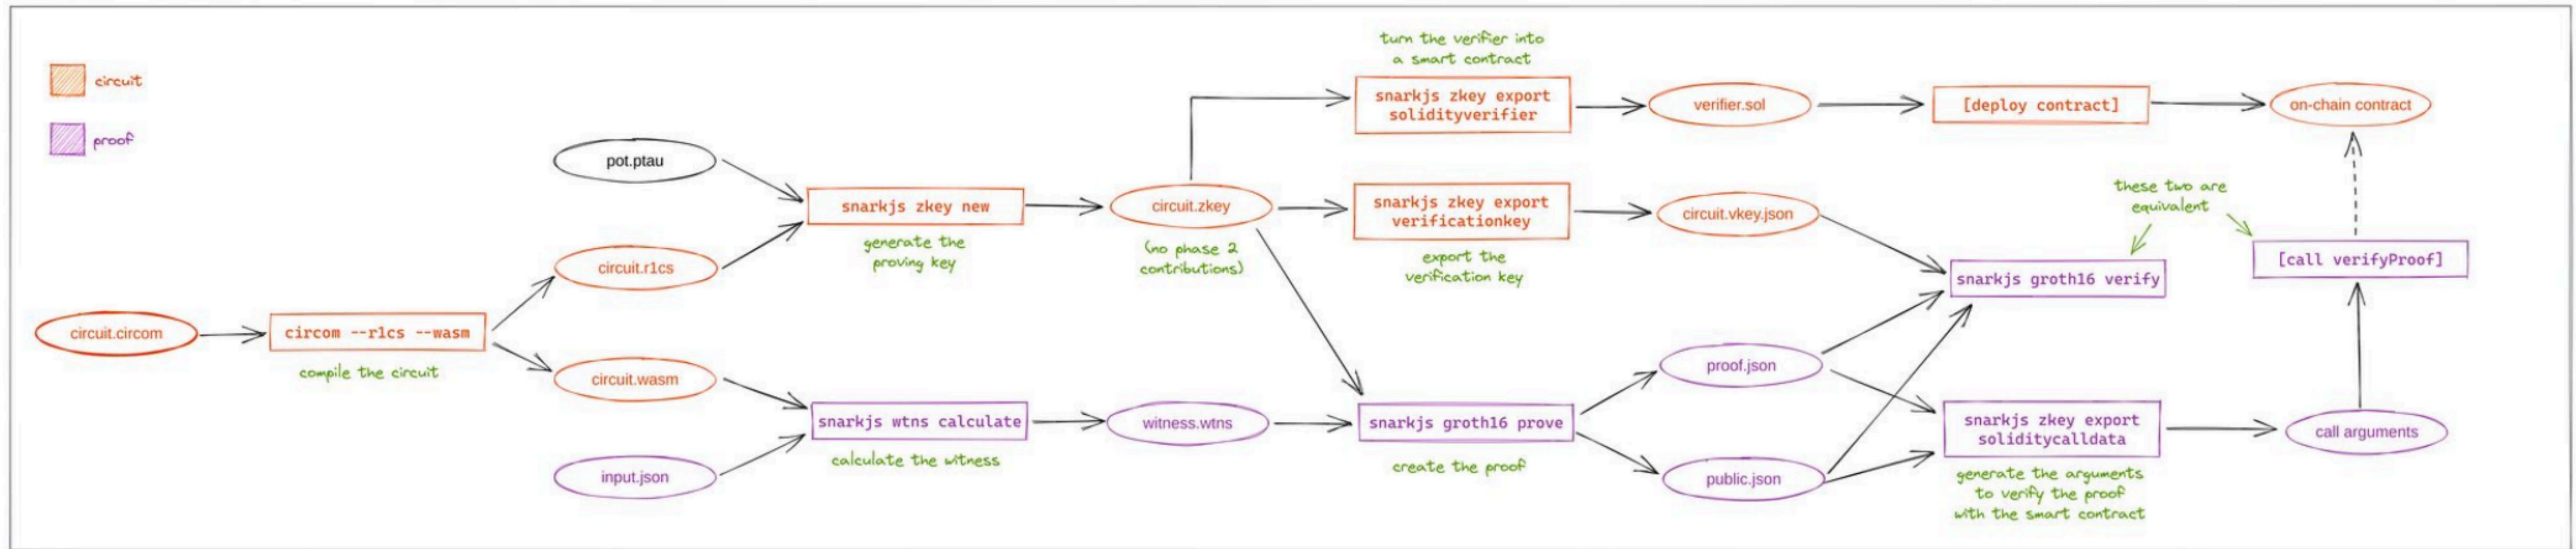 circuit
proof
circuit.circom
circom --r1cs --wasm
compile the circuit
pot.ptau
circuit.r1cs
circuit.wasm
input.json
snarkjs zkey new
generate the
proving key
snarkjs wtns calculate
calculate the witness
circuit.zkey
(no phase 2
contributions)
witness.wtns
turn the verifier into
a smart contract
snarkjs zkey export
solidityverifier
snarkjs zkey export
verificationkey
export the
verification key
snarkjs groth16 prove
create the proof
verifier.sol
circuit.vkey.json
proof.json
public.json
[deploy contract]
these two are
equivalent
snarkjs groth16 verify
snarkjs zkey export
soliditycalldata
generate the arguments
to verify the proof
with the smart contract
on-chain contract
[call verifyProof]
call arguments